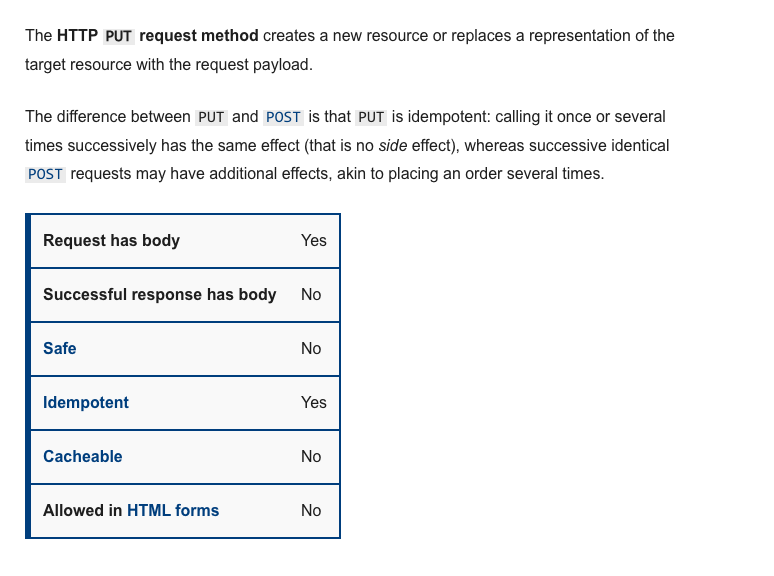 The HTTP PUT request method creates a new resource or replaces a representation of the
target resource with the request payload.
The difference between PUT and POST is that PUT is idempotent: calling it once or several
times successively has the same effect (that is no side effect), whereas successive identical
POST requests may have additional effects, akin to placing an order several times.
Request has body Yes
Successful response has body No
Safe No
Idempotent Yes
Cacheable No
Allowed in HTML forms No